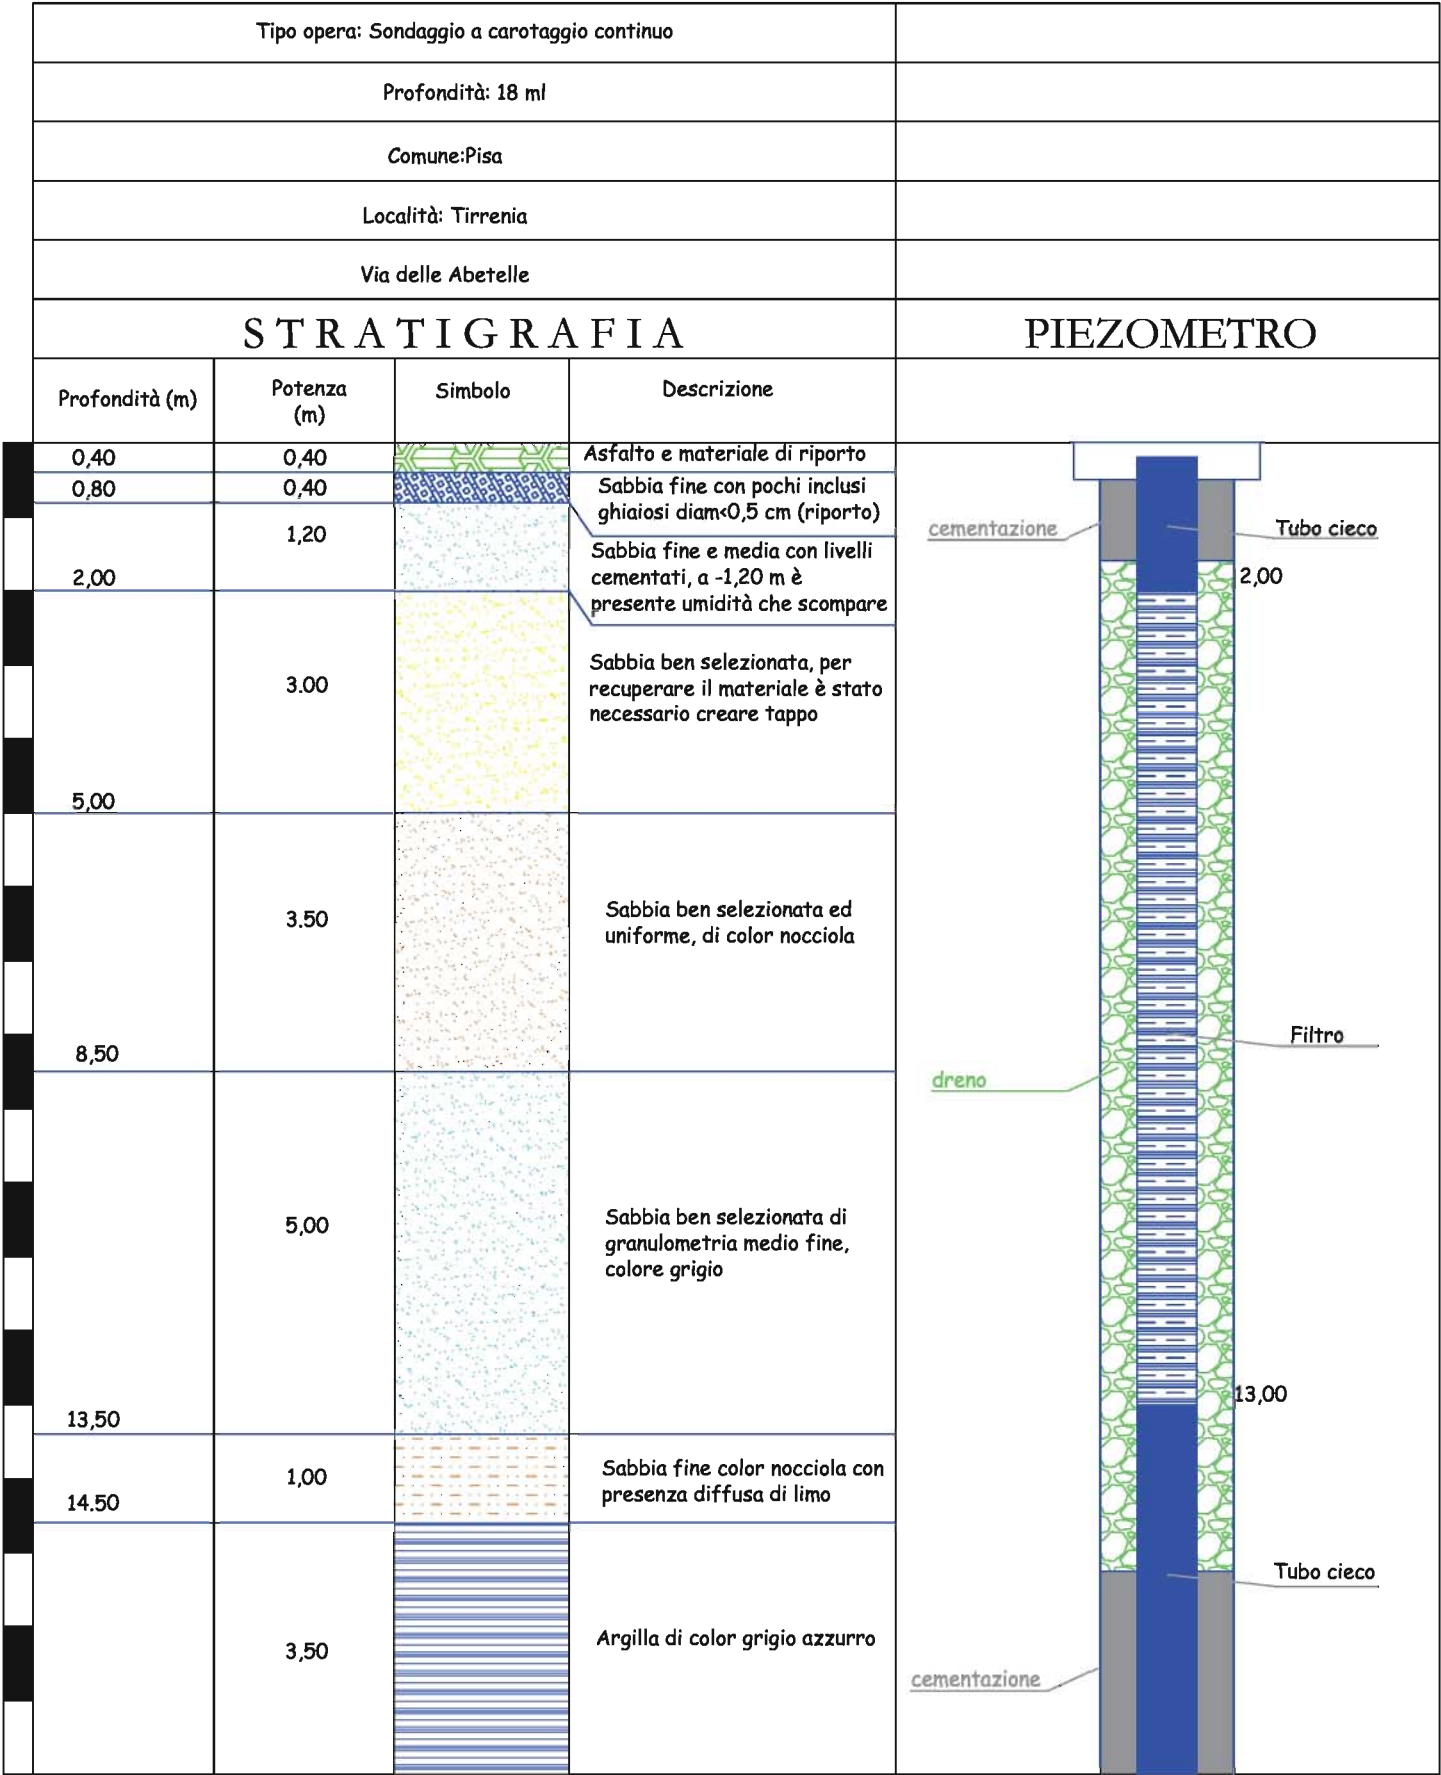 Tipo opera: Sondaggio a carotaggio continuo
Profondità: 18 ml
Comune:Pisa
Località: Tirrenia
Via delle Abetelle
STRATIGRAFIA
PIEZOMETRO
Profondità (m)
Potenza
(m)
Simbolo
Descrizione
0,40
0,40
Asfalto e materiale di riporto
0,80
0,40
Sabbia fine con pochi inclusi
ghiaiosi diam<0,5 cm (riporto)
1,20
2,00
Sabbia fine e media con livelli
cementati, a -1,20 m è
presente umidità che scompare
3.00
5,00
Sabbia ben selezionata, per
recuperare il materiale è stato
necessario creare tappo
3.50
8,50
Sabbia ben selezionata ed
uniforme, di color nocciola
5,00
13,50
Sabbia ben selezionata di
granulometria medio fine,
colore grigio
1,00
14.50
Sabbia fine color nocciola con
presenza diffusa di limo
3,50
Argilla di color grigio azzurro
cementazione
Tubo cieco
2,00
Filtro
dreno
13,00
Tubo cieco
cementazione